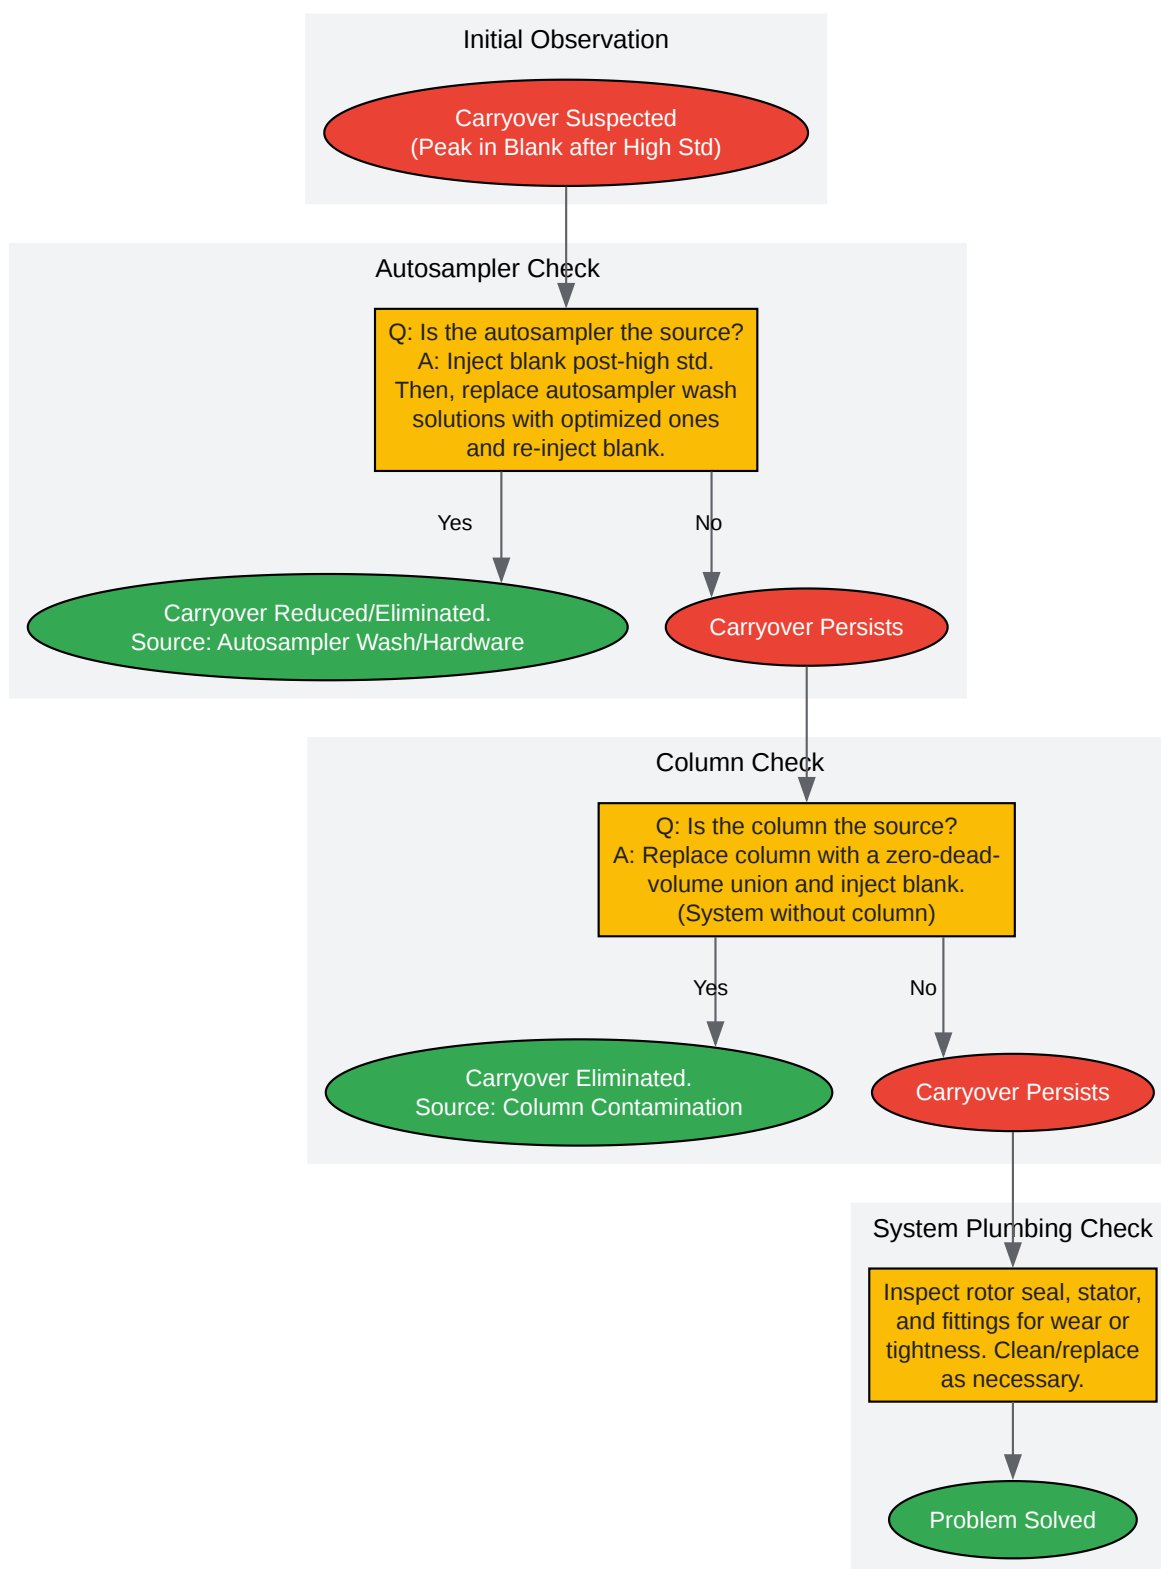 Initial Observation
Carryover Suspected
(Peak in Blank after High Std)
Autosampler Check
Q: Is the autosampler the source?
A: Inject blank post-high std.
Then, replace autosampler wash
solutions with optimized ones
and re-inject blank.
Yes
No
Carryover Reduced/Eliminated.
Source: Autosampler Wash/Hardware
Carryover Persists
Column Check
Q: Is the column the source?
A: Replace column with a zero-dead-
volume union and inject blank.
(System without column)
Yes
No
Carryover Eliminated.
Source: Column Contamination
Carryover Persists
System Plumbing Check
Inspect rotor seal, stator,
and fittings for wear or
tightness. Clean/replace
as necessary.
Problem Solved